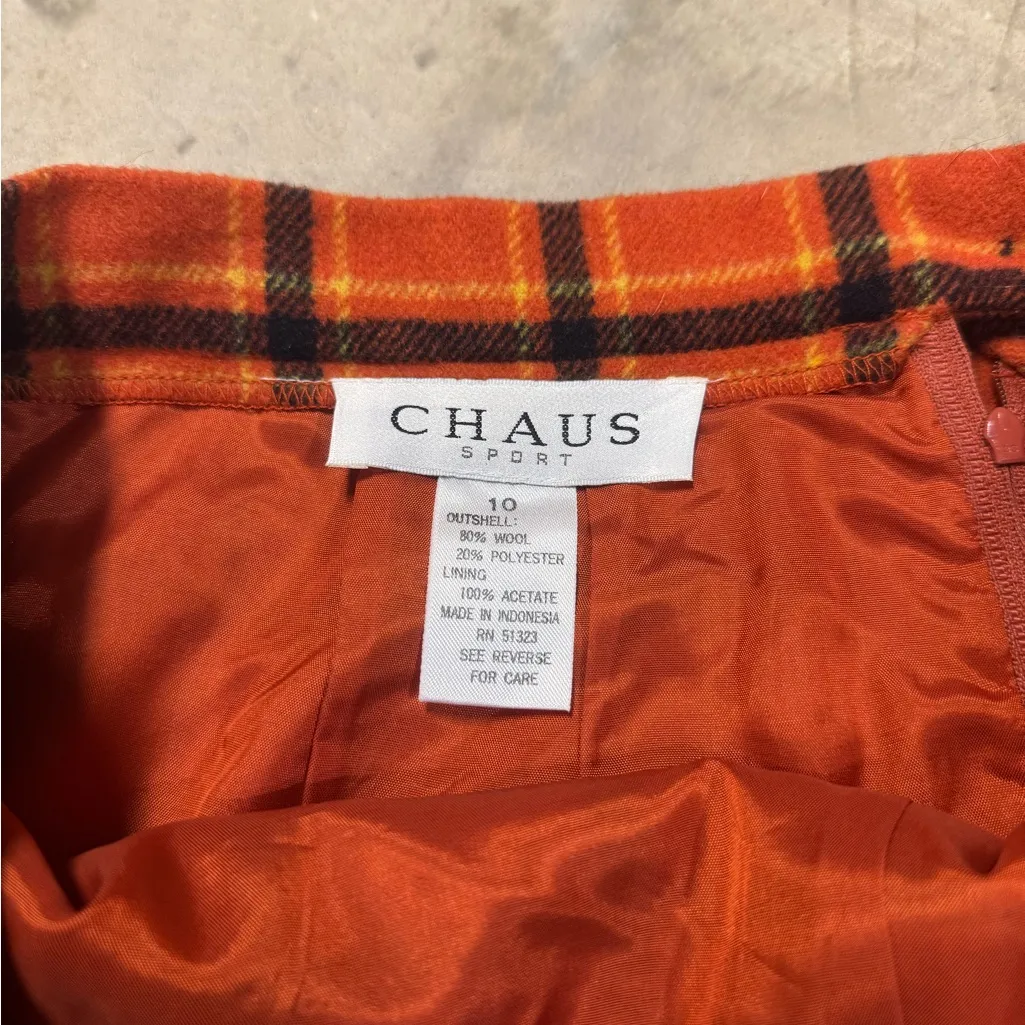 CHAUS
SPORT
10
OUTSHELL:
80% WOOL
20% POLYESTER
LINING
100% ACETATE
MADE IN INDONESIA
RN 51323
SEE REVERSE
FOR CARE